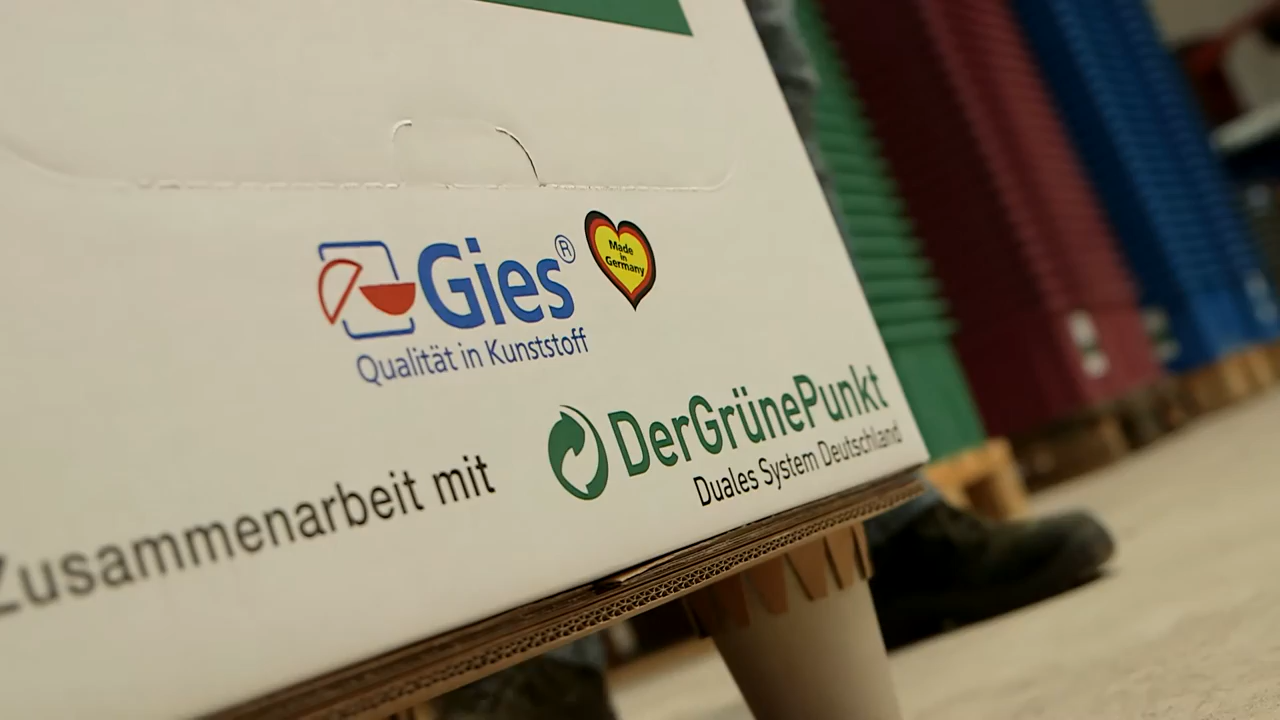 Gies®
Made
in
Germany
Qualität in Kunststoff
Zusammenarbeit mit
DerGrünePunkt
Duales System Deutschland